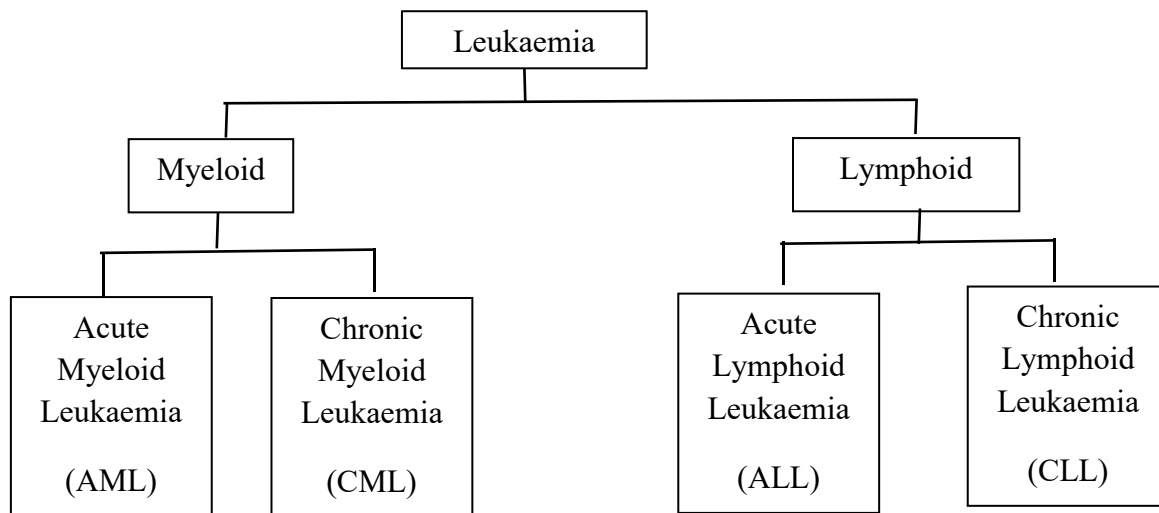 Leukaemia
Myeloid
Lymphoid
Acute
Myeloid
Leukaemia
(AML)
Chronic
Myeloid
Leukaemia
(CML)
Acute
Lymphoid
Leukaemia
(ALL)
Chronic
Lymphoid
Leukaemia
(CLL)